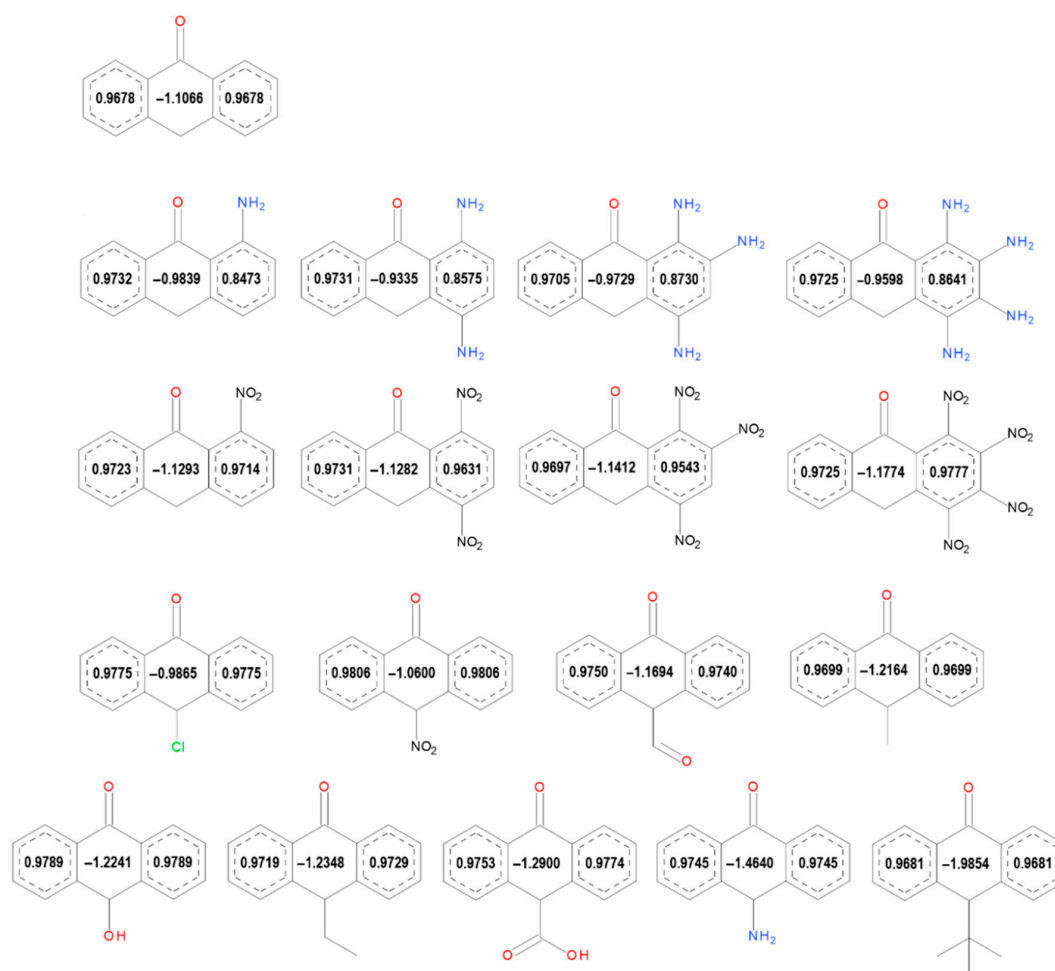 O
0.9678 –1.1066 0.9678
O NH₂ O NH₂ O NH₂ NH₂ O NH₂ NH₂
0.9732 –0.9839 0.8473 0.9731 –0.9335 0.8575 0.9705 –0.9729 0.8730 0.9725 –0.9598 0.8641
NH₂ NH₂ NH₂ NH₂
O NO₂ O NO₂ O NO₂ NO₂ O NO₂ NO₂
0.9723 –1.1293 0.9714 0.9731 –1.1282 0.9631 0.9697 –1.1412 0.9543 0.9725 –1.1774 0.9777
NO₂ NO₂ NO₂ NO₂
O O O O
0.9775 –0.9865 0.9775 0.9806 –1.0600 0.9806 0.9750 –1.1694 0.9740 0.9699 –1.2164 0.9699
Cl NO₂ O
O O O O O
0.9789 –1.2241 0.9789 0.9719 –1.2348 0.9729 0.9753 –1.2900 0.9774 0.9745 –1.4640 0.9745 0.9681 –1.9854 0.9681
OH O OH NH₂